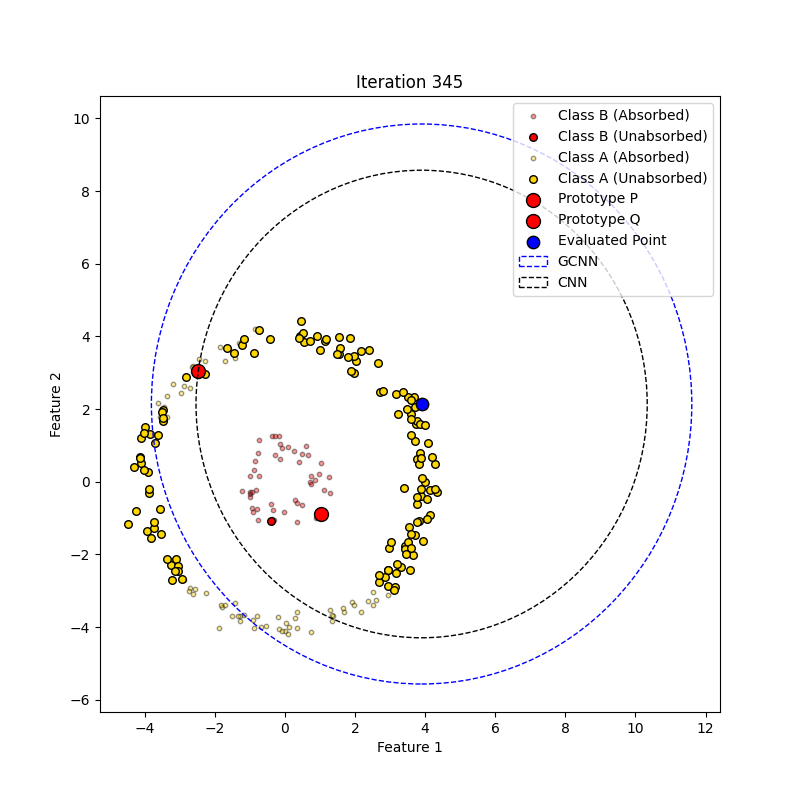 Iteration 345
Class B (Absorbed)
Class B (Unabsorbed)
Class A (Absorbed)
Class A (Unabsorbed)
Prototype P
Prototype Q
Evaluated Point
GCNN
CNN
10
8
6
4
2
0
−2
−4
−6
Feature 2
−4 −2 0 2 4 6 8 10 12
Feature 1